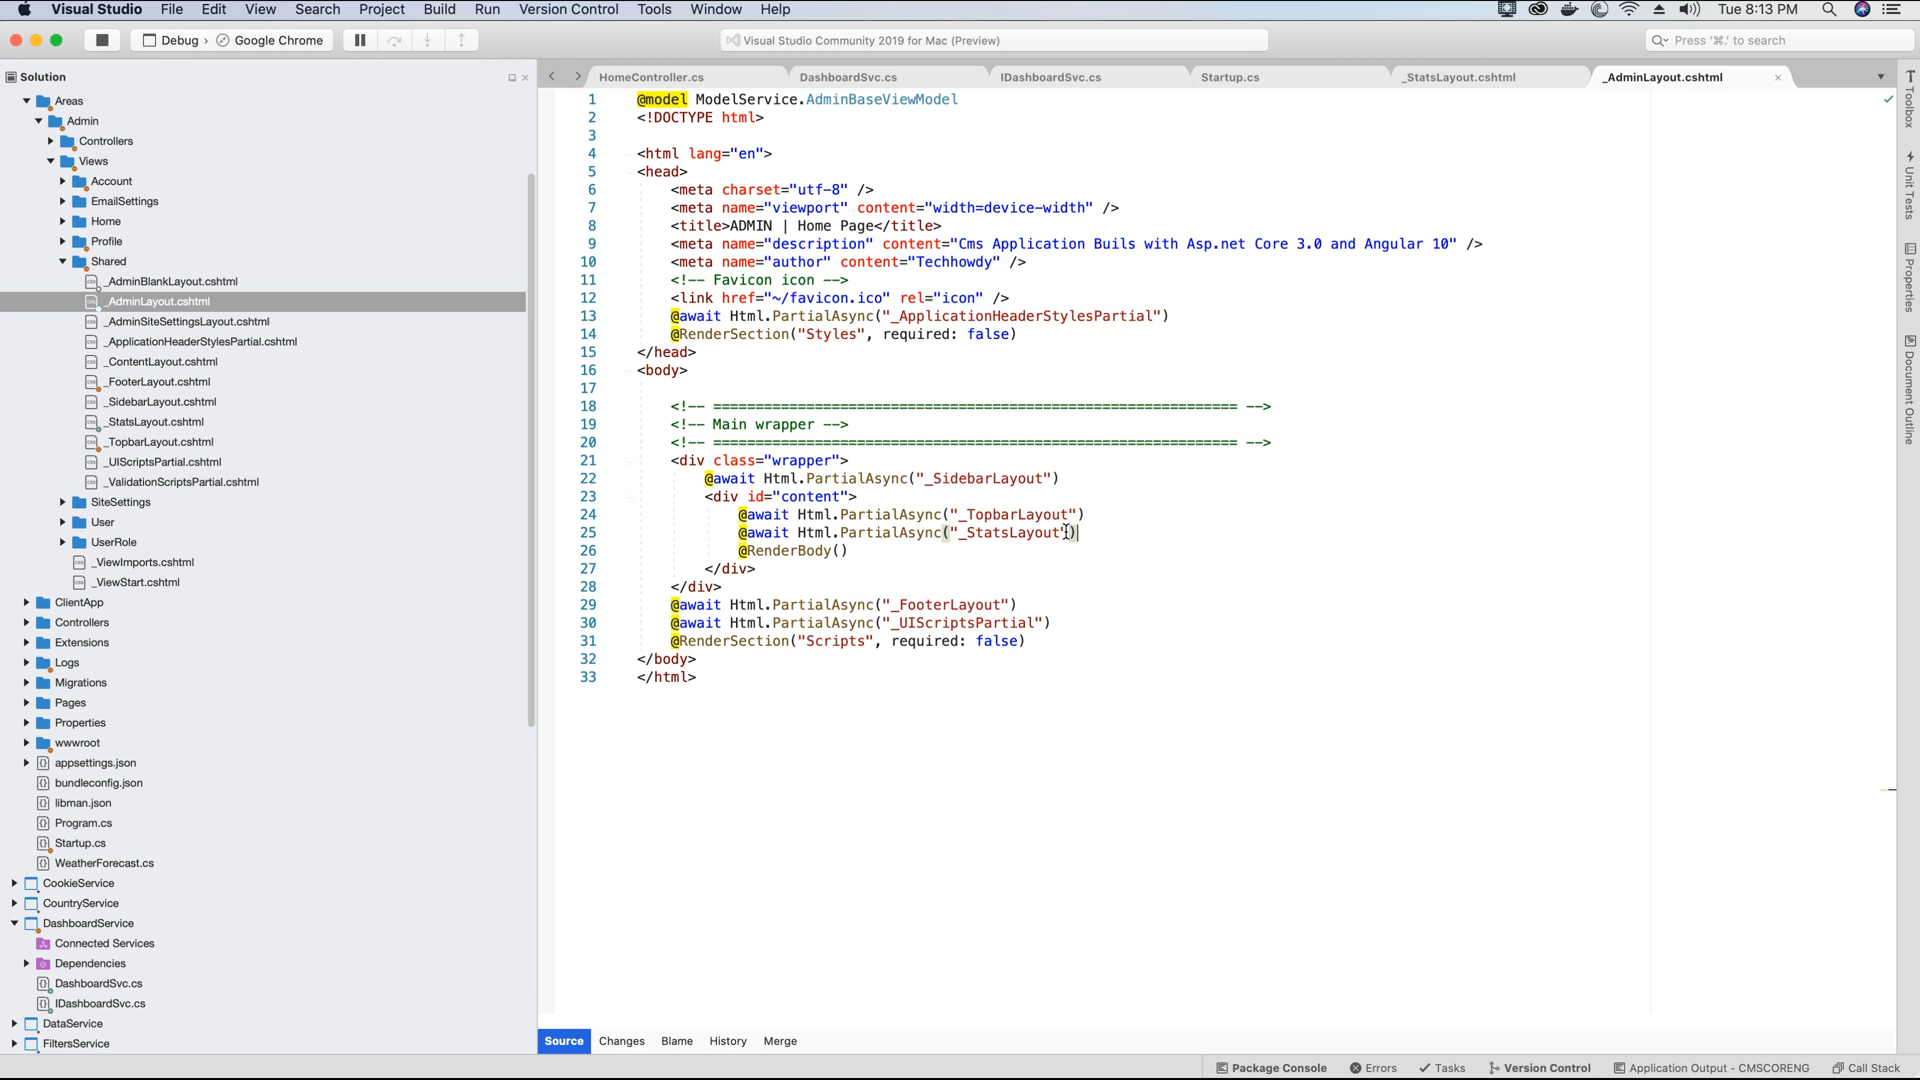 Visual Studio File Edit View Search Project Build Run Version Control Tools Window Help Tue 8:13 PM
Debug › Google Chrome Visual Studio Community 2019 for Mac (Preview) Press '⌘.' to search
Solution
HomeController.cs DashboardSvc.cs IDashboardSvc.cs Startup.cs _StatsLayout.cshtml _AdminLayout.cshtml
Areas
Admin
Controllers
Views
Account
EmailSettings
Home
Profile
Shared
_AdminBlankLayout.cshtml
_AdminLayout.cshtml
_AdminSiteSettingsLayout.cshtml
_ApplicationHeaderStylesPartial.cshtml
_ContentLayout.cshtml
_FooterLayout.cshtml
_SidebarLayout.cshtml
_StatsLayout.cshtml
_TopbarLayout.cshtml
_UIScriptsPartial.cshtml
_ValidationScriptsPartial.cshtml
SiteSettings
User
UserRole
_ViewImports.cshtml
_ViewStart.cshtml
ClientApp
Controllers
Extensions
Logs
Migrations
Pages
Properties
wwwroot
appsettings.json
bundleconfig.json
libman.json
Program.cs
Startup.cs
WeatherForecast.cs
CookieService
CountryService
DashboardService
Connected Services
Dependencies
DashboardSvc.cs
IDashboardSvc.cs
DataService
FiltersService
1 @model ModelService.AdminBaseViewModel
2 <!DOCTYPE html>
3
4 <html lang="en">
5 <head>
6 <meta charset="utf-8" />
7 <meta name="viewport" content="width=device-width" />
8 <title>ADMIN | Home Page</title>
9 <meta name="description" content="Cms Application Buils with Asp.net Core 3.0 and Angular 10" />
10 <meta name="author" content="Techhowdy" />
11 <!-- Favicon icon -->
12 <link href="~/favicon.ico" rel="icon" />
13 @await Html.PartialAsync("_ApplicationHeaderStylesPartial")
14 @RenderSection("Styles", required: false)
15 </head>
16 <body>
17
18 <!-- ============================================================== -->
19 <!-- Main wrapper -->
20 <!-- ============================================================== -->
21 <div class="wrapper">
22 @await Html.PartialAsync("_SidebarLayout")
23 <div id="content">
24 @await Html.PartialAsync("_TopbarLayout")
25 @await Html.PartialAsync("_StatsLayout")
26 @RenderBody()
27 </div>
28 </div>
29 @await Html.PartialAsync("_FooterLayout")
30 @await Html.PartialAsync("_UIScriptsPartial")
31 @RenderSection("Scripts", required: false)
32 </body>
33 </html>
Toolbox
Unit Tests
Properties
Document Outline
Source Changes Blame History Merge
Package Console Errors Tasks Version Control Application Output - CMSCORENG Call Stack